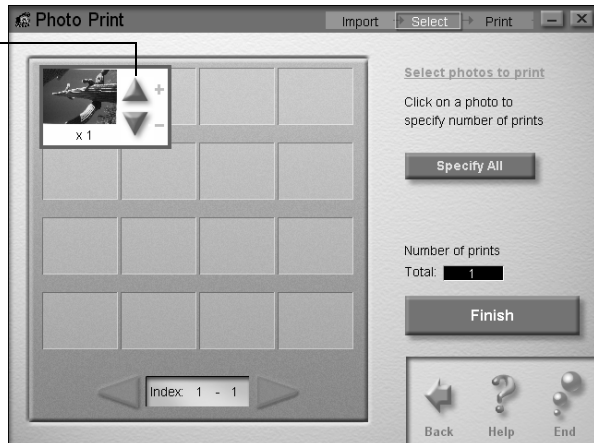 Photo Print
Import Select Print
Select photos to print
Click on a photo to
specify number of prints
+
x 1
-
Specify All
Number of prints
Total: 1
Finish
Index: 1 - 1
Back Help End